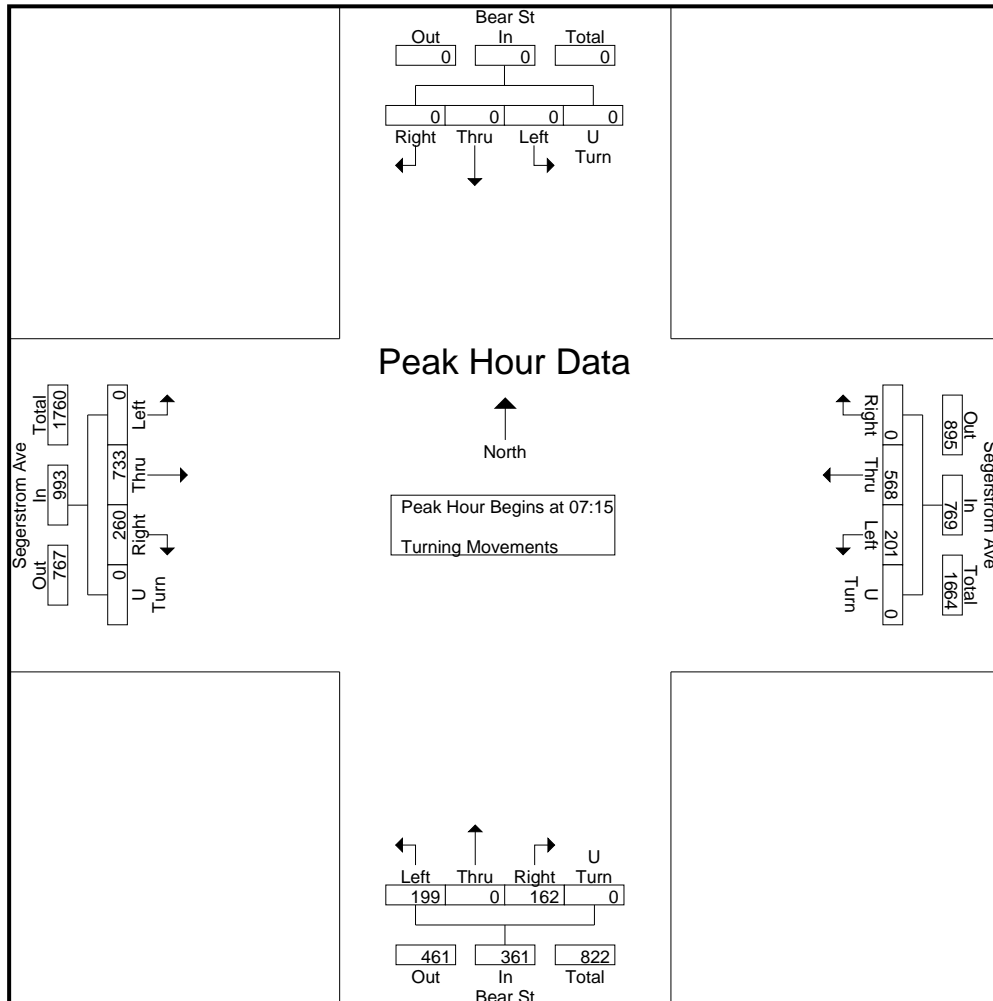 Bear St
Out In Total
0 0 0
0 0 0 0
Right Thru Left U Turn
Peak Hour Data
North
Peak Hour Begins at 07:15
Turning Movements
Segerstrom Ave
Total In Out
1760 993 767
0 733 260 0
Left Thru Right U Turn
Segerstrom Ave
Out In Total
895 769 1664
0 568 201 0
Right Thru Left U Turn
Left Thru Right U Turn
199 0 162 0
461 361 822
Out In Total
Bear St